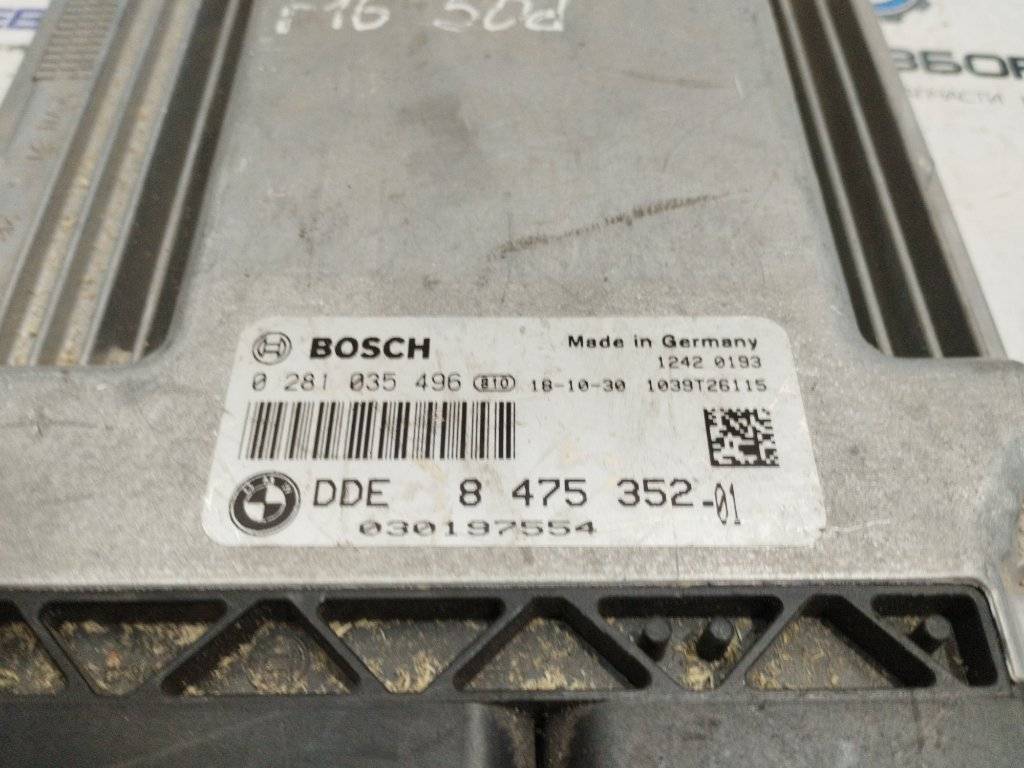 F16 50d
BOSCH
Made in Germany
1242 0193
0 281 035 496 810 18-10-30 1039T26115
DDE 8 475 352-01
030197554